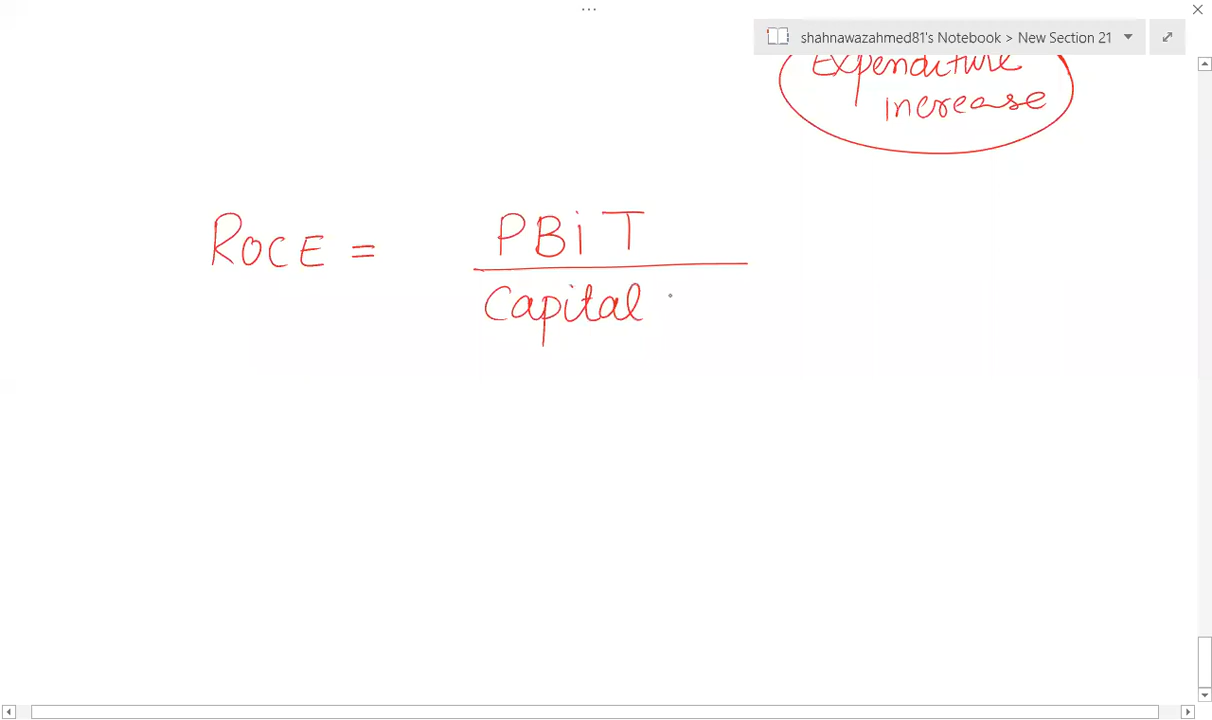 ...
shahnawazahmed81's Notebook > New Section 21
Expenditure
increase
ROCE = PBiT
Capital